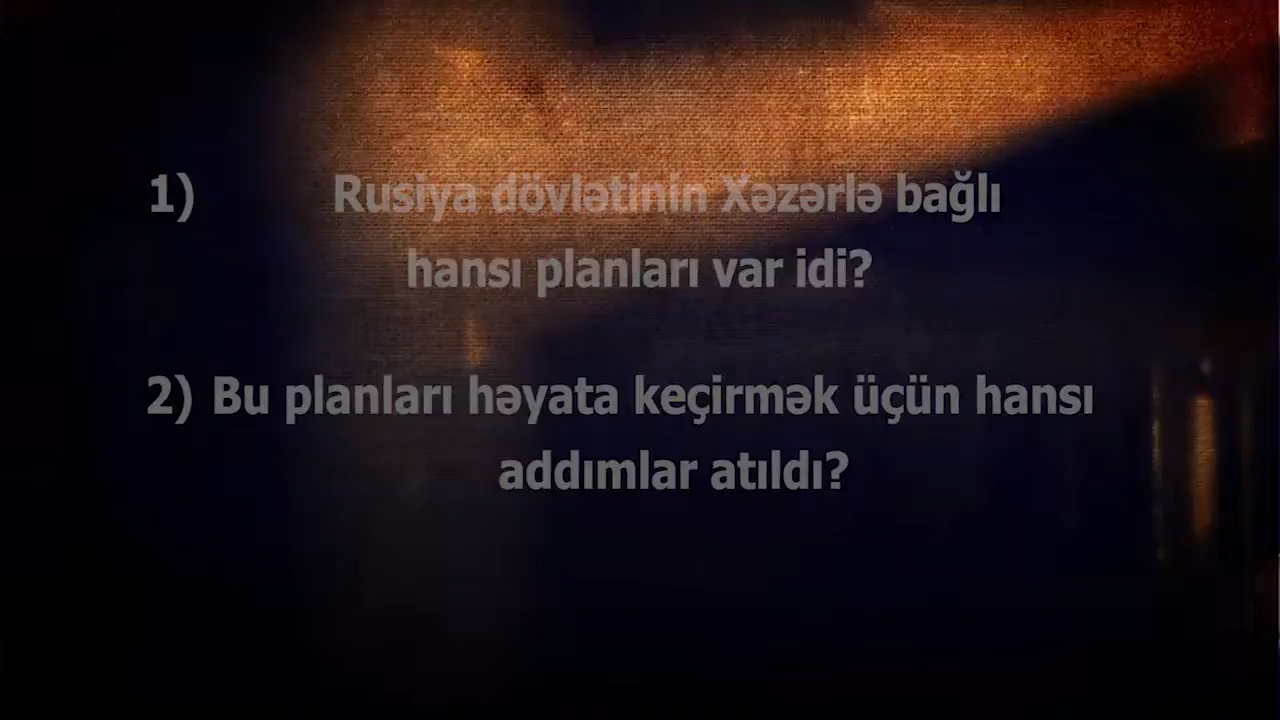 1) Rusiya dövlətinin Xəzərlə bağlı
hansı planları var idi?
2) Bu planları həyata keçirmək üçün hansı
addımlar atıldı?